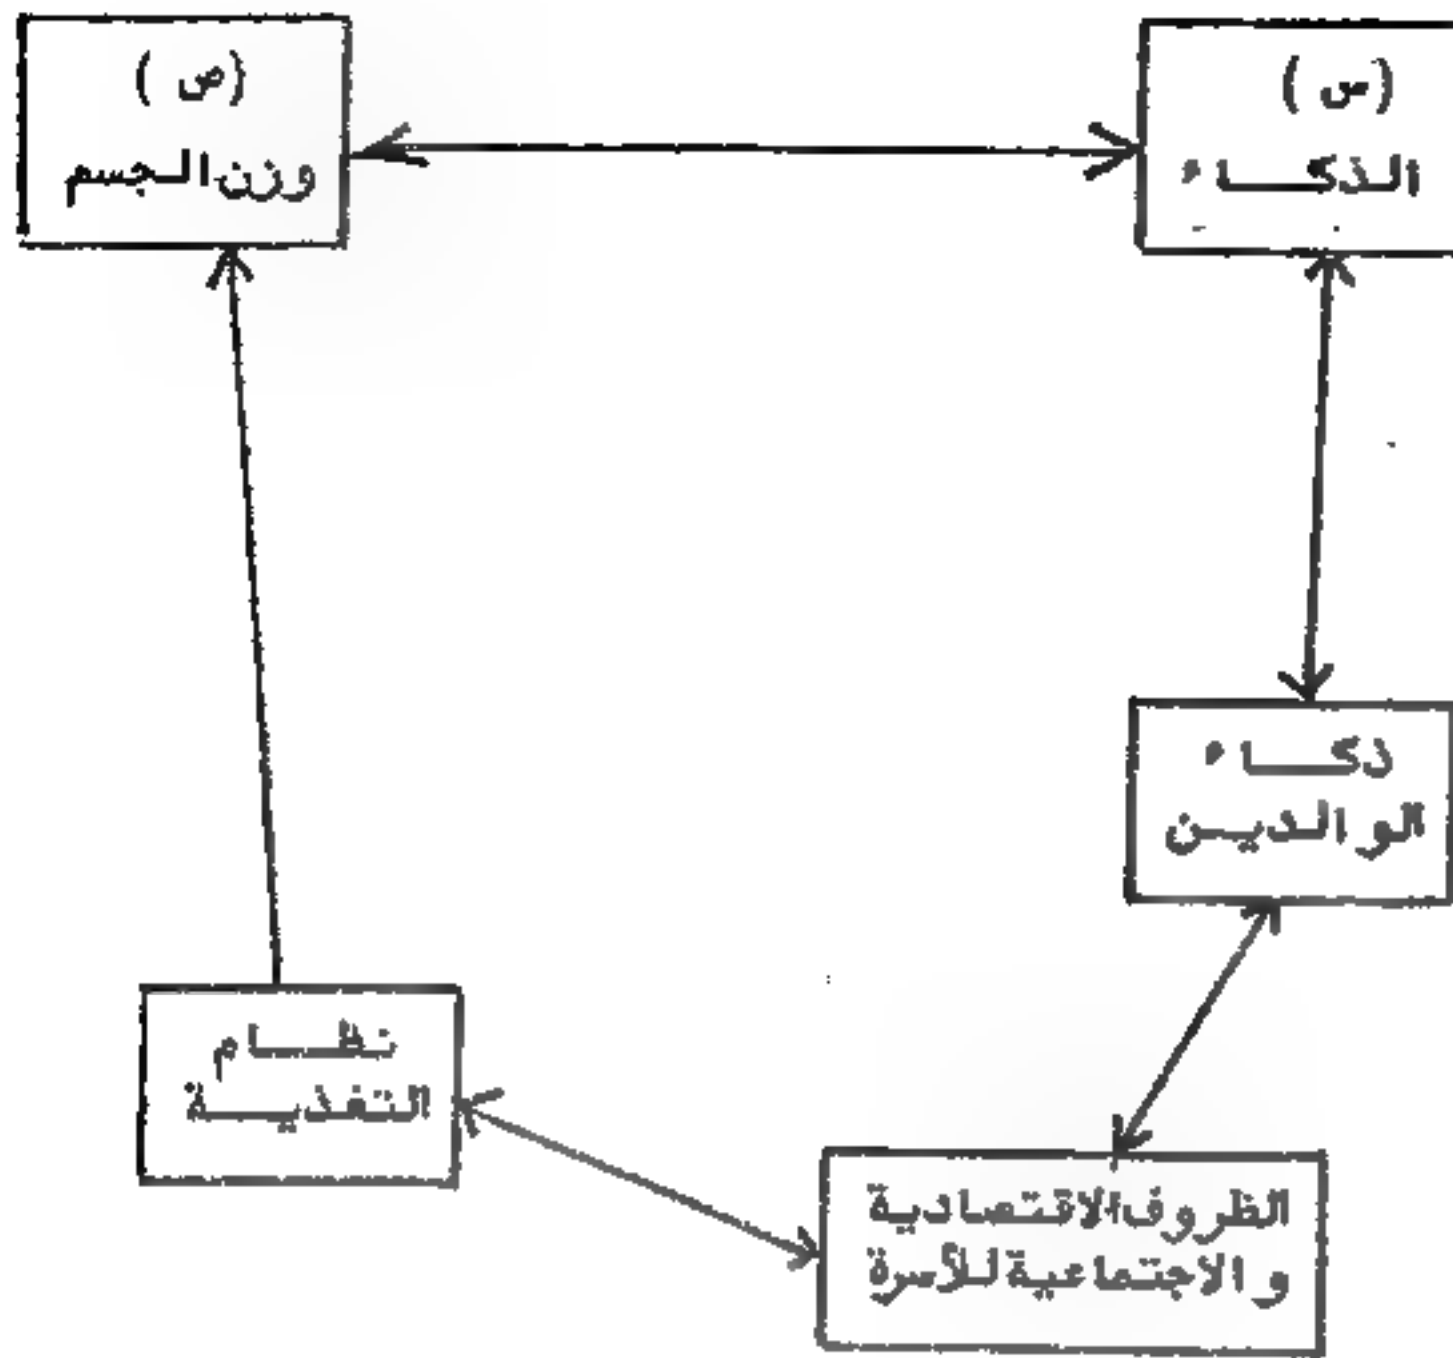 (س)
الذكاء
(ص)
وزن الجسم
ذكاء
الوالدين
نظام
التغذية
الظروف الاقتصادية
والاجتماعية للأسرة